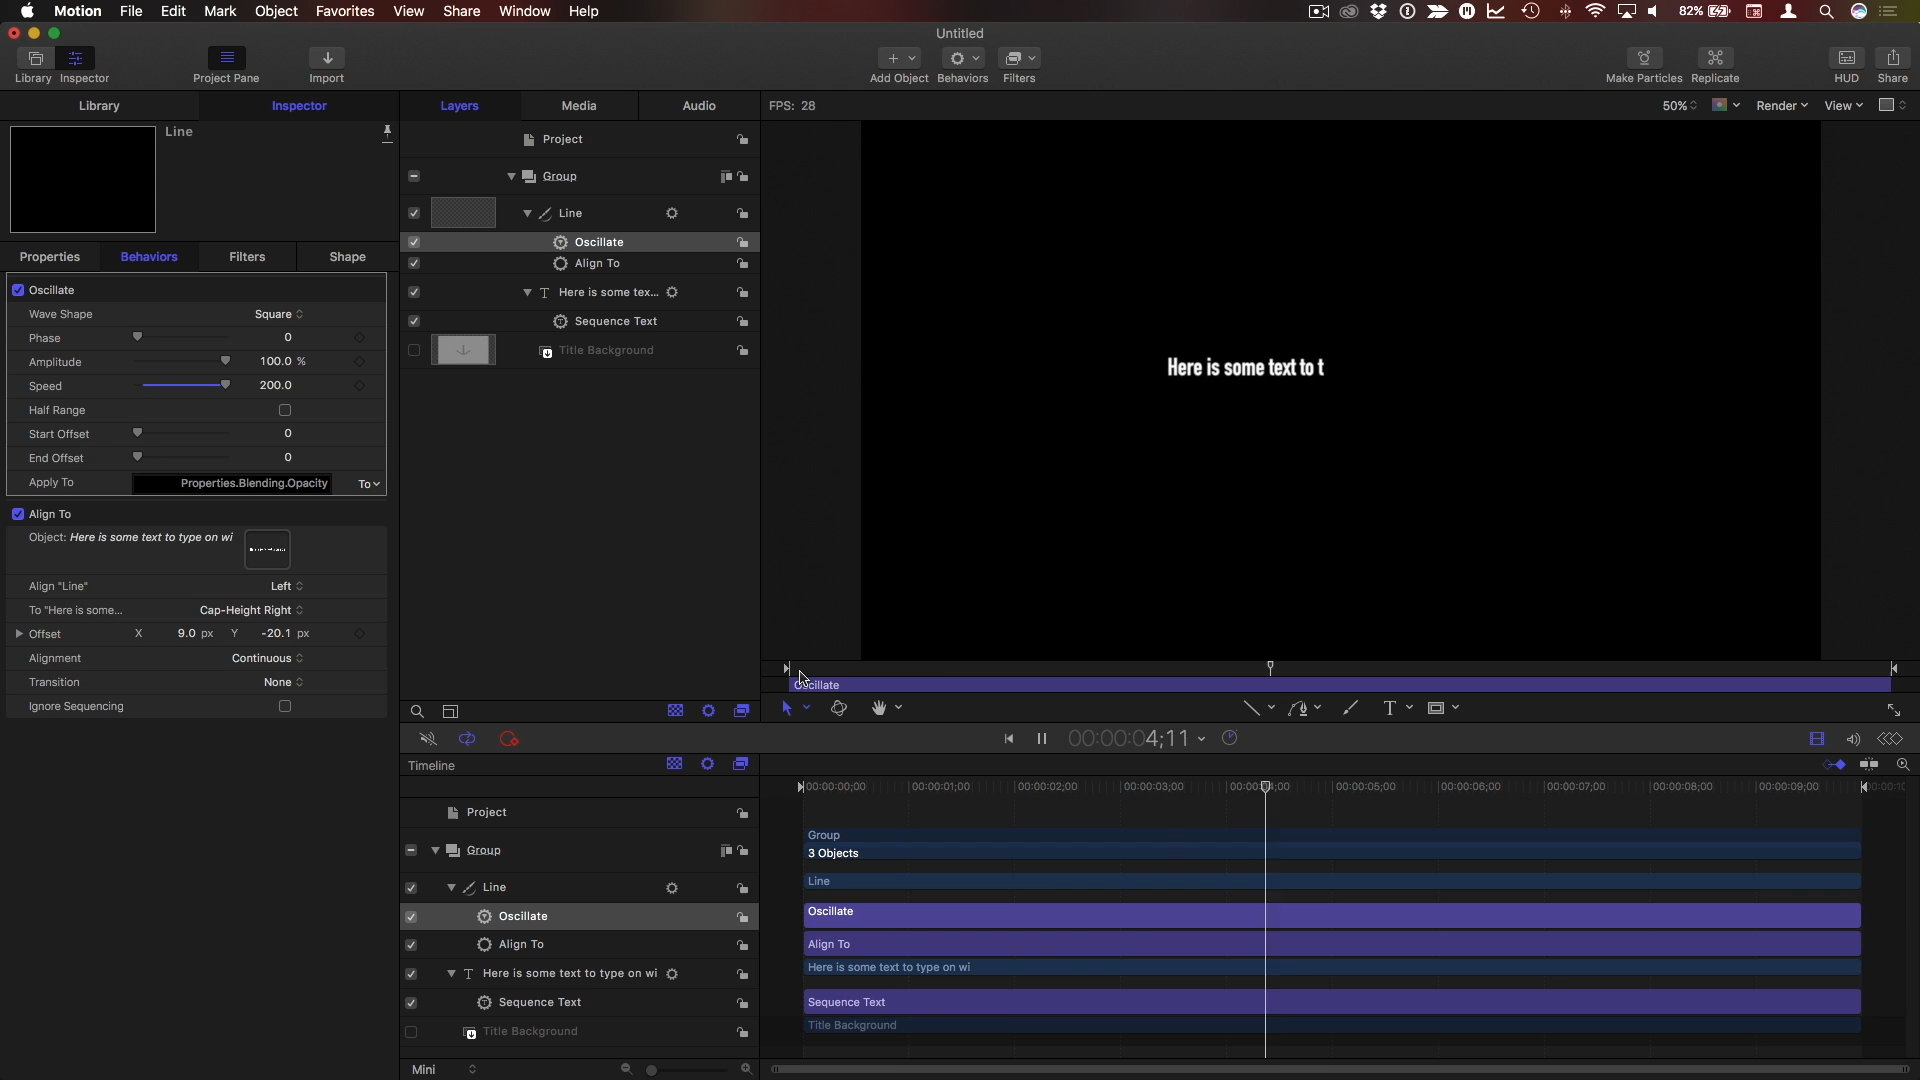 Motion File Edit Mark Object Favorites View Share Window Help 82%
Untitled
Library Inspector Project Pane Import Add Object Behaviors Filters Make Particles Replicate HUD Share
Library Inspector Layers Media Audio FPS: 28 50% Render View
Line
Project
Group
Line
Oscillate
Align To
Here is some tex...
Sequence Text
Title Background
Properties Behaviors Filters Shape
Oscillate
Wave Shape Square
Phase 0
Amplitude 100.0 %
Speed 200.0
Half Range
Start Offset 0
End Offset 0
Apply To Properties.Blending.Opacity To
Align To
Object: Here is some text to type on wi
Align "Line" Left
To "Here is some... Cap-Height Right
Offset X 9.0 px Y -20.1 px
Alignment Continuous
Transition None
Ignore Sequencing
Here is some text to t
Oscillate
T
00:00:04;11
Timeline
00:00:00;00 00:00:01;00 00:00:02;00 00:00:03;00 00:00:04;00 00:00:05;00 00:00:06;00 00:00:07;00 00:00:08;00 00:00:09;00
Project
Group
Line
Oscillate
Align To
Here is some text to type on wi
Sequence Text
Title Background
Group
3 Objects
Line
Oscillate
Align To
Here is some text to type on wi
Sequence Text
Title Background
Mini